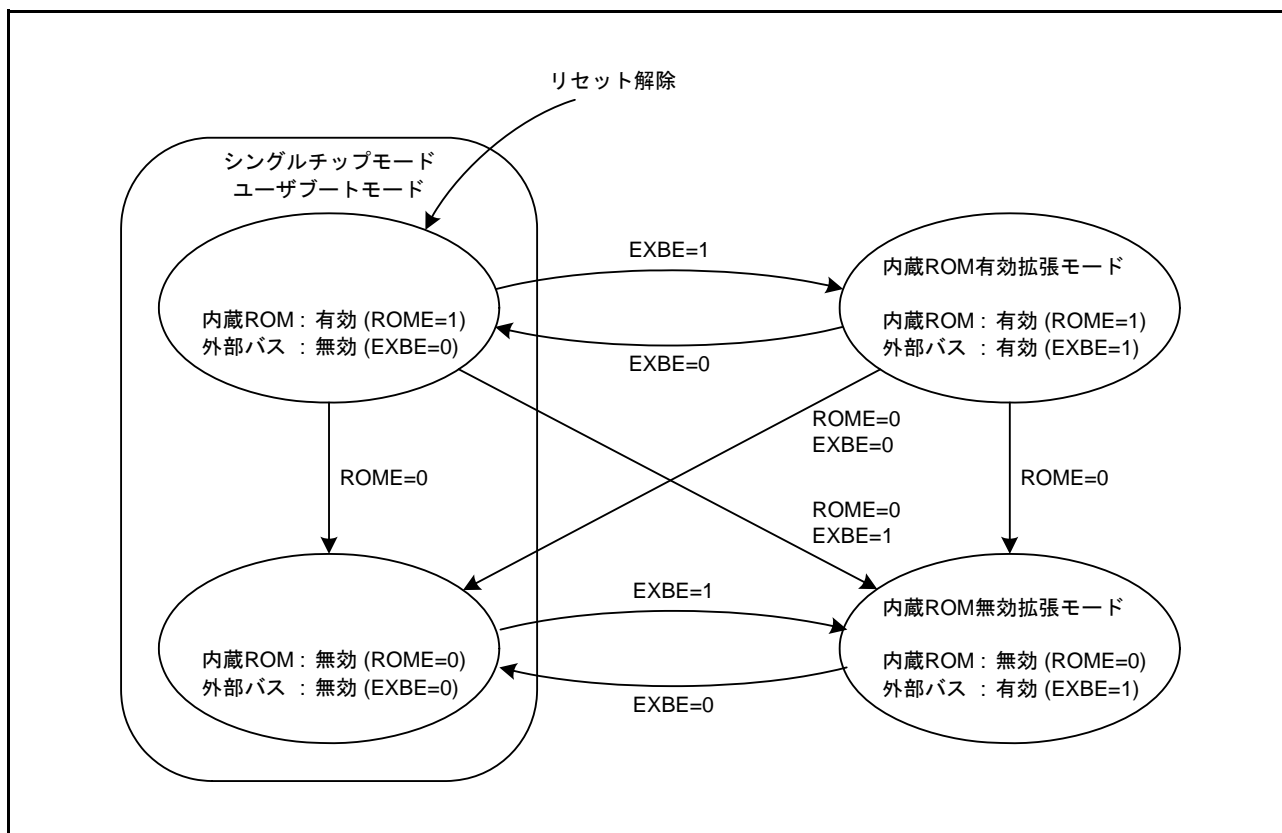 リセット解除
シングルチップモード
ユーザブートモード
内蔵ROM : 有効 (ROME=1)
外部バス : 無効 (EXBE=0)
EXBE=1
EXBE=0
内蔵ROM有効拡張モード
内蔵ROM : 有効 (ROME=1)
外部バス : 有効 (EXBE=1)
ROME=0
ROME=0
EXBE=0
ROME=0
EXBE=1
ROME=0
内蔵ROM : 無効 (ROME=0)
外部バス : 無効 (EXBE=0)
EXBE=1
EXBE=0
内蔵ROM無効拡張モード
内蔵ROM : 無効 (ROME=0)
外部バス : 有効 (EXBE=1)